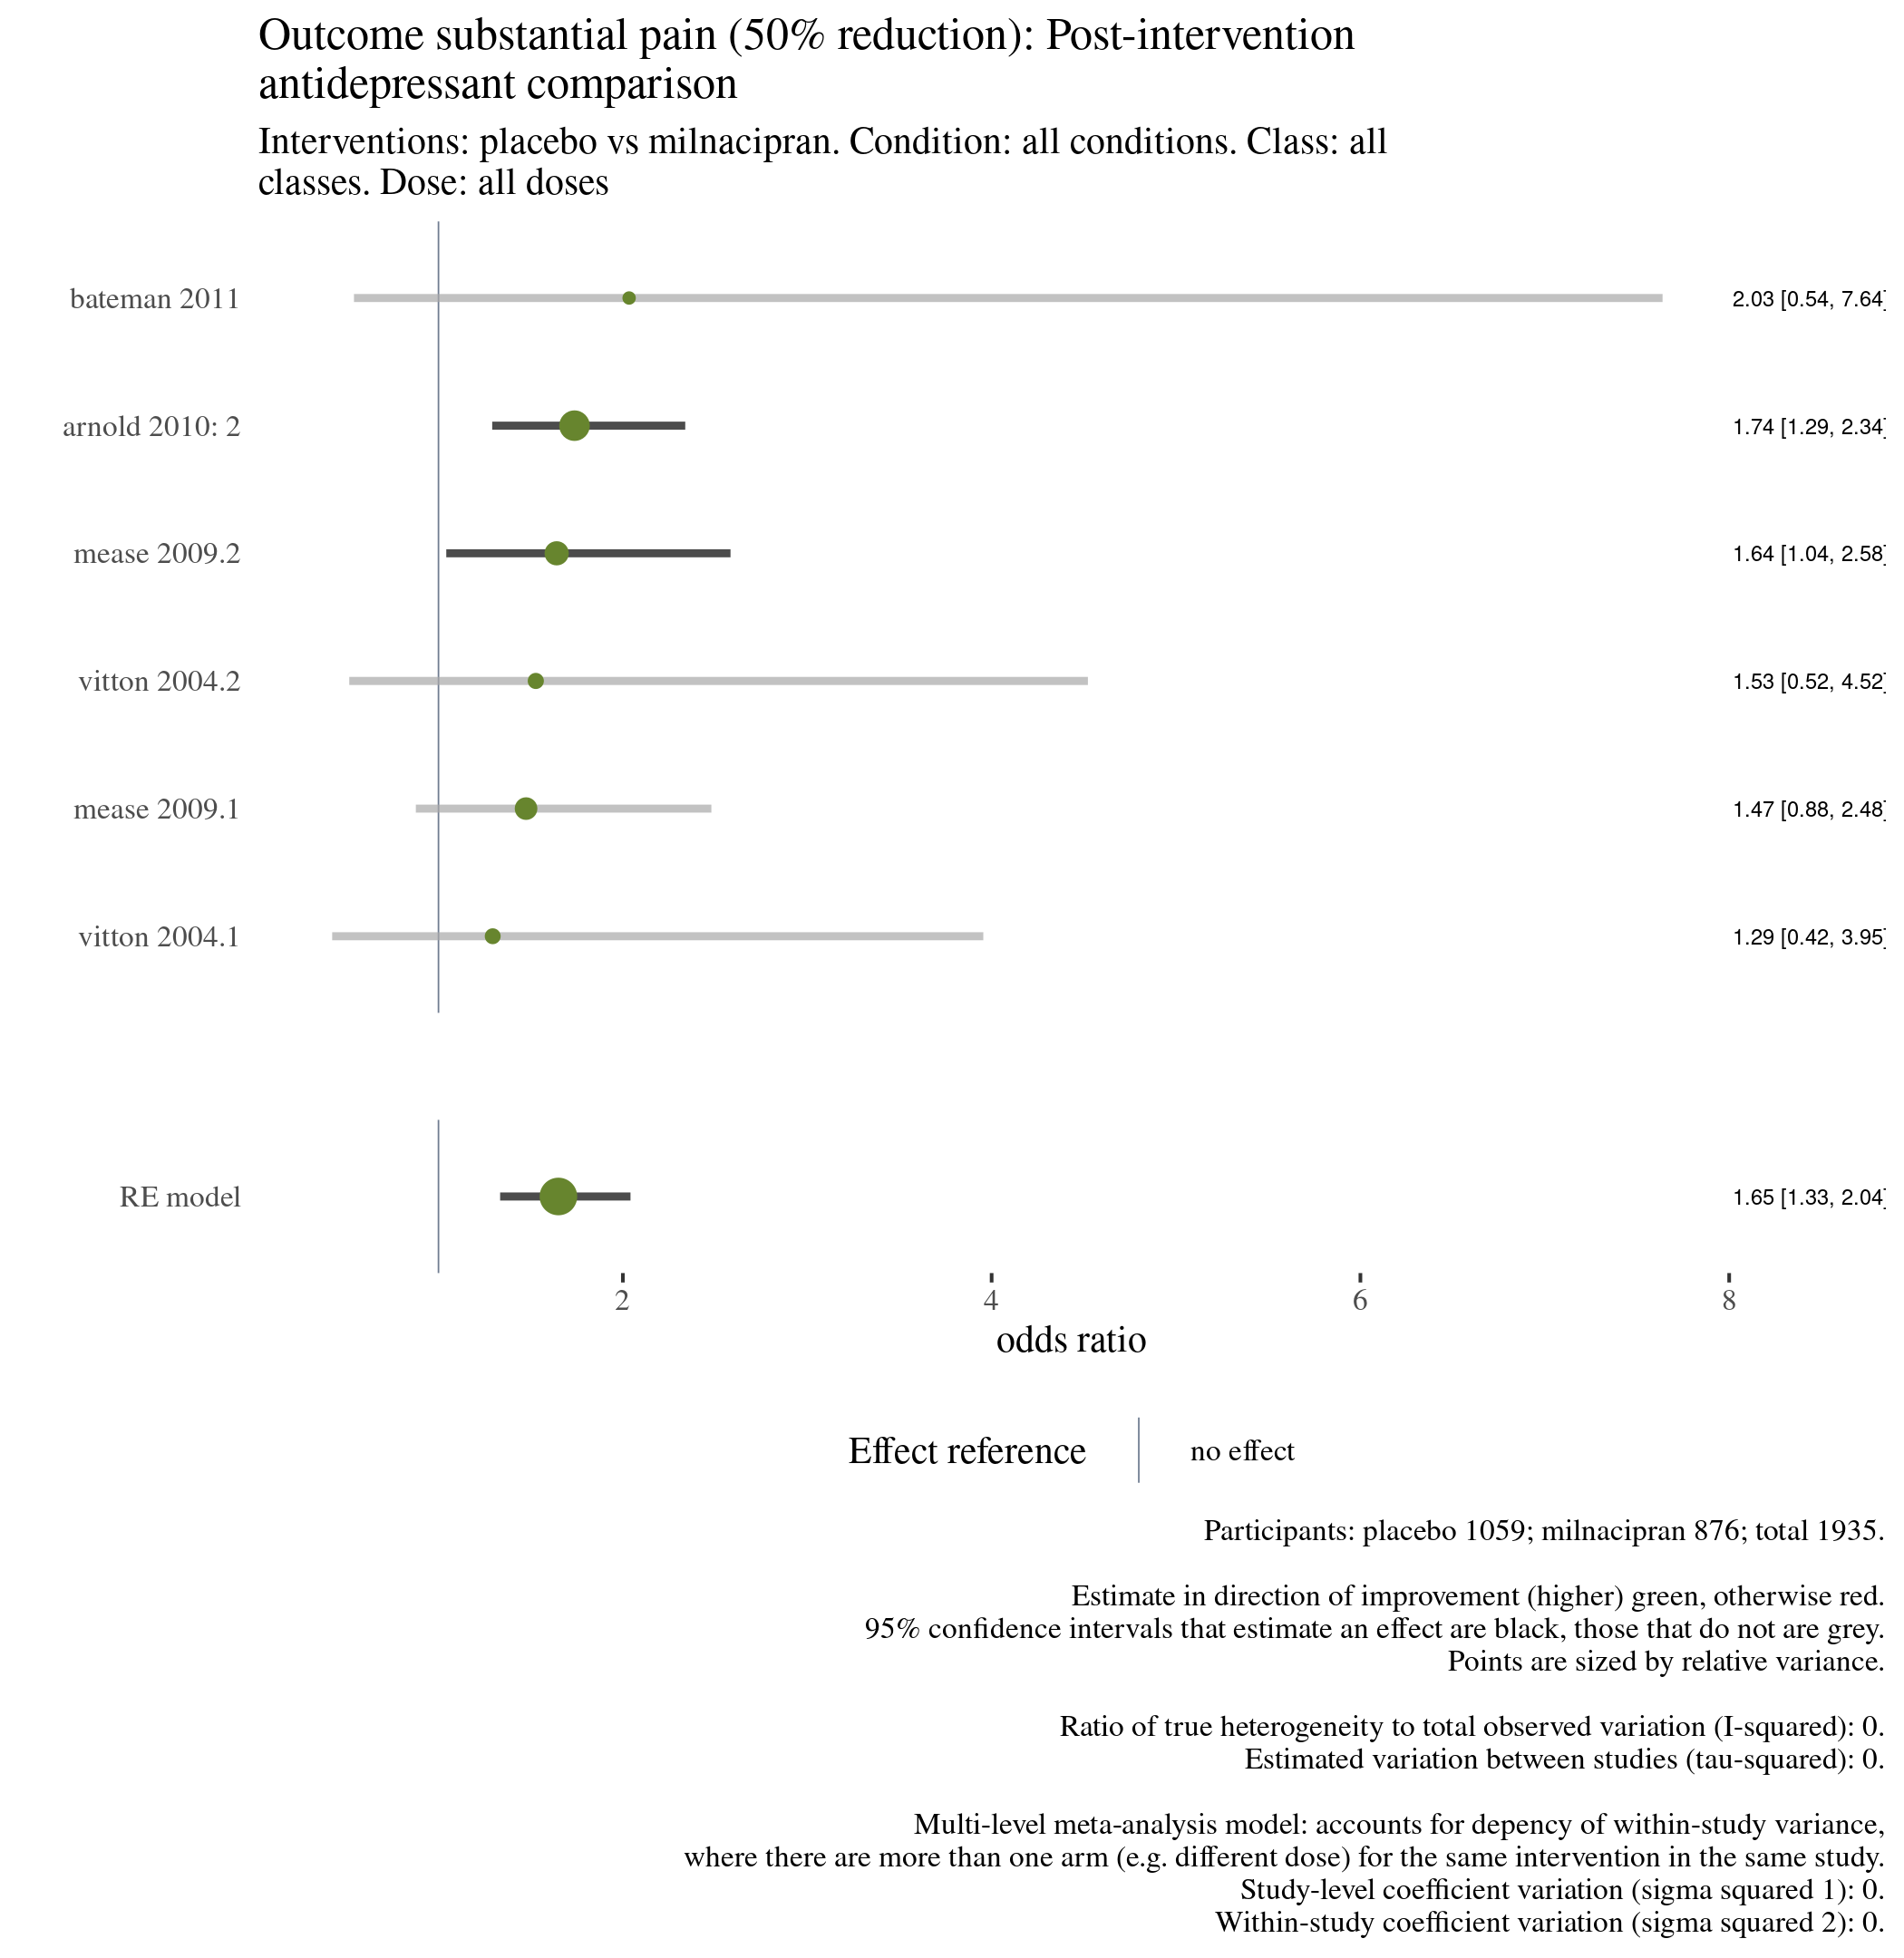 Outcome substantial pain (50% reduction): Post-intervention
antidepressant comparison
Interventions: placebo vs milnacipran. Condition: all conditions. Class: all
classes. Dose: all doses
bateman 2011 2.03 [0.54, 7.64]
arnold 2010: 2 1.74 [1.29, 2.34]
mease 2009.2 1.64 [1.04, 2.58]
vitton 2004.2 1.53 [0.52, 4.52]
mease 2009.1 1.47 [0.88, 2.48]
vitton 2004.1 1.29 [0.42, 3.95]
RE model 1.65 [1.33, 2.04]
2 4 6 8
odds ratio
Effect reference no effect
Participants: placebo 1059; milnacipran 876; total 1935.
Estimate in direction of improvement (higher) green, otherwise red.
95% confidence intervals that estimate an effect are black, those that do not are grey.
Points are sized by relative variance.
Ratio of true heterogeneity to total observed variation (I-squared): 0.
Estimated variation between studies (tau-squared): 0.
Multi-level meta-analysis model: accounts for depency of within-study variance,
where there are more than one arm (e.g. different dose) for the same intervention in the same study.
Study-level coefficient variation (sigma squared 1): 0.
Within-study coefficient variation (sigma squared 2): 0.